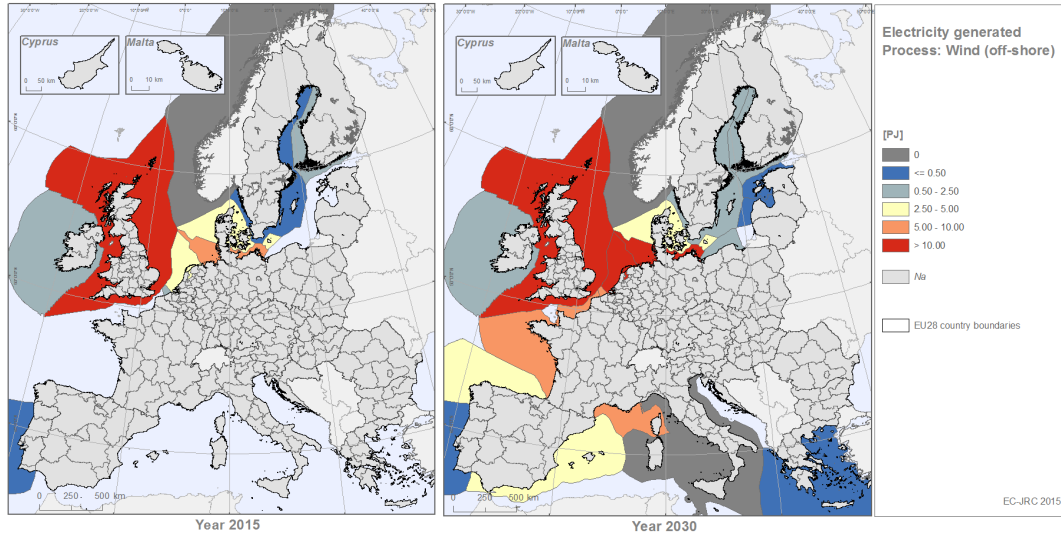 Cyprus
0 50 km
Malta
0 10 km
0 250 500 km
Year 2015
Cyprus
0 50 km
Malta
0 10 km
0 250 500 km
Year 2030
Electricity generated
Process: Wind (off-shore)
[PJ]
0
<= 0.50
0.50 - 2.50
2.50 - 5.00
5.00 - 10.00
> 10.00
Na
EU28 country boundaries
EC-JRC 2015